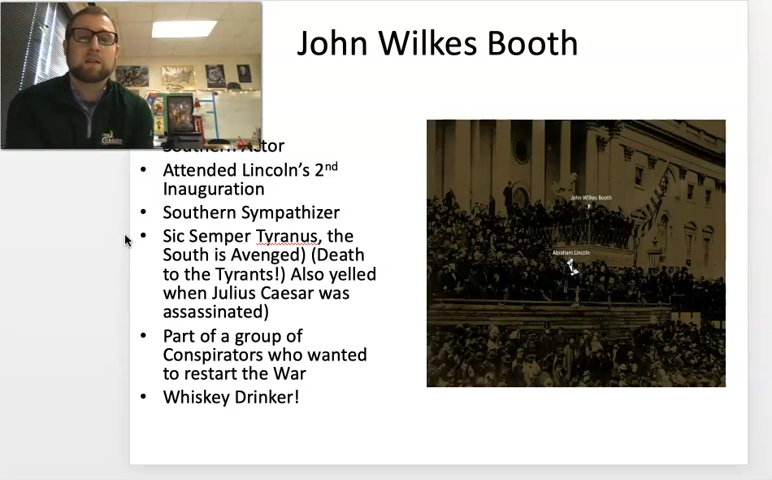 John Wilkes Booth
Southern Actor
Attended Lincoln's 2nd
Inauguration
Southern Sympathizer
Sic Semper Tyranus, the
South is Avenged) (Death
to the Tyrants!) Also yelled
when Julius Caesar was
assassinated)
Part of a group of
Conspirators who wanted
to restart the War
Whiskey Drinker!
John Wilkes Booth
Abraham Lincoln